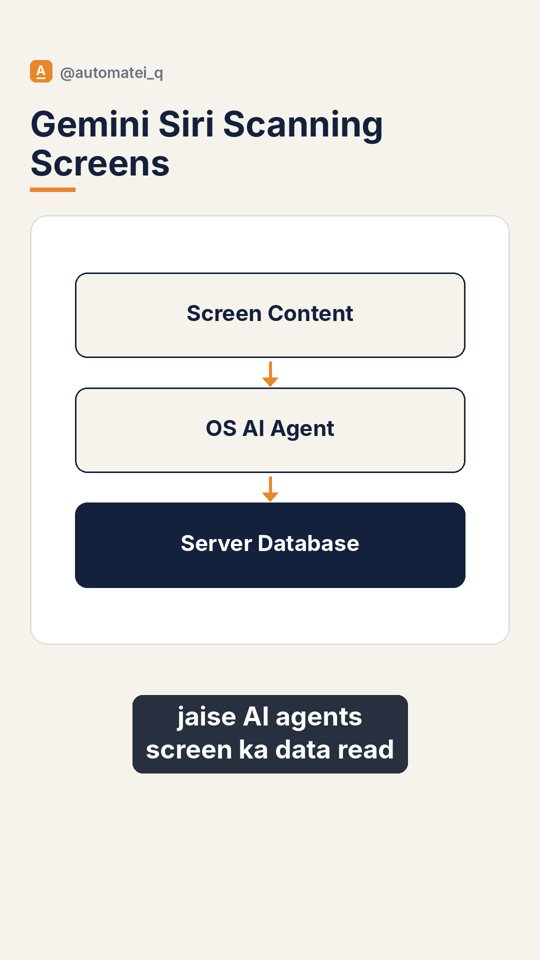 A
@automatei_q
Gemini Siri Scanning
Screens
Screen Content
OS AI Agent
Server Database
jaise AI agents
screen ka data read